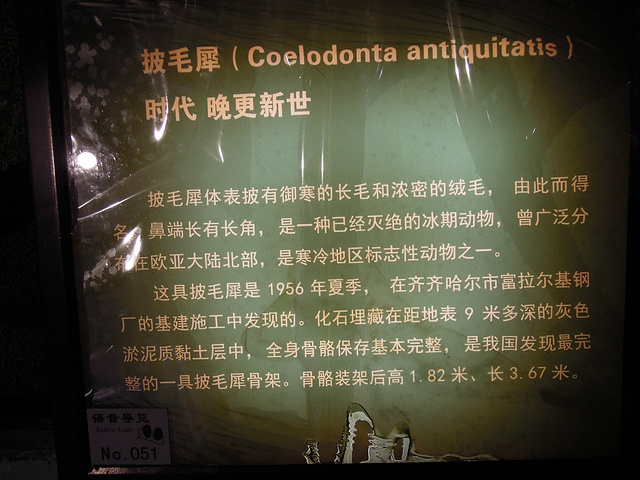 披毛犀（Coelodonta antiquitatis）
时代 晚更新世
披毛犀体表披有御寒的长毛和浓密的绒毛， 由此而得
名。鼻端长有长角，是一种已经灭绝的冰期动物，曾广泛分
布在欧亚大陆北部，是寒冷地区标志性动物之一。
这具披毛犀是 1956 年夏季， 在齐齐哈尔市富拉尔基钢
厂的基建施工中发现的。化石埋藏在距地表 9 米多深的灰色
淤泥质黏土层中， 全身骨骼保存基本完整， 是我国发现最完
整的一具披毛犀骨架。骨骼装架后高 1.82 米、长 3.67 米。
语音导览
Audio tour
No.051